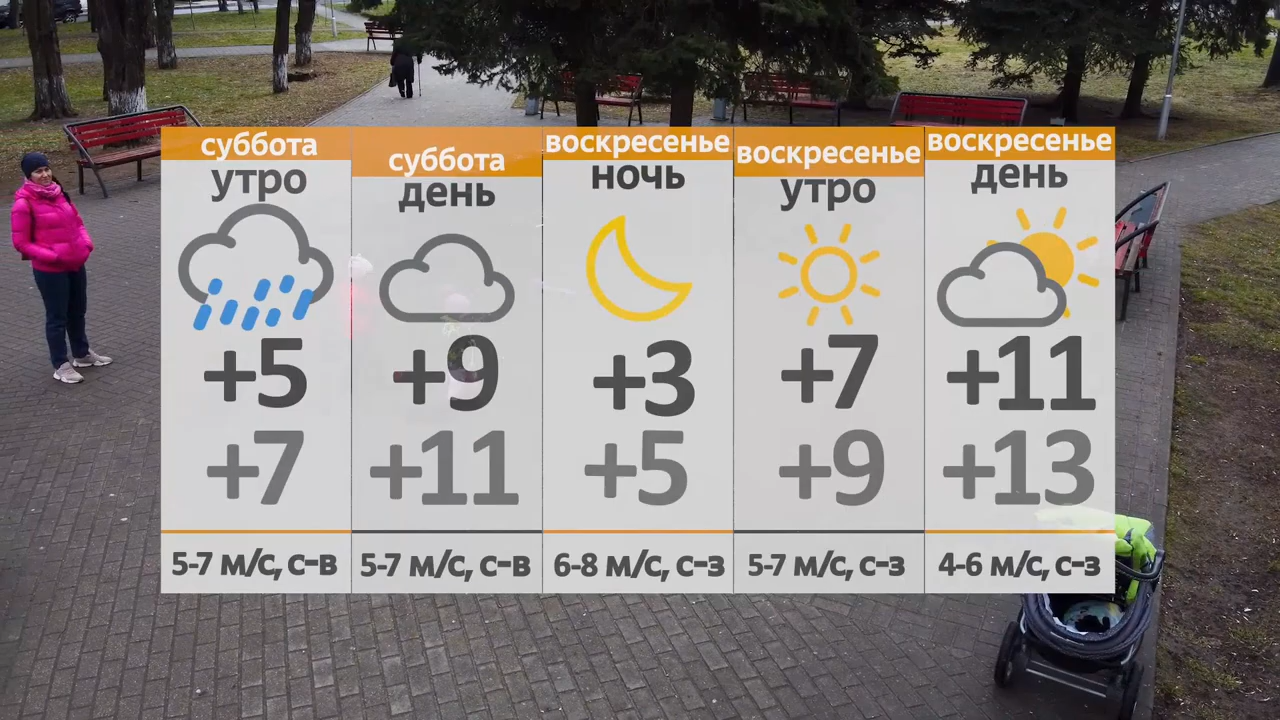 суббота
утро
+5
+7
5-7 м/с, с-в
суббота
день
+9
+11
5-7 м/с, с-в
воскресенье
ночь
+3
+5
6-8 м/с, с-з
воскресенье
утро
+7
+9
5-7 м/с, с-з
воскресенье
день
+11
+13
4-6 м/с, с-з